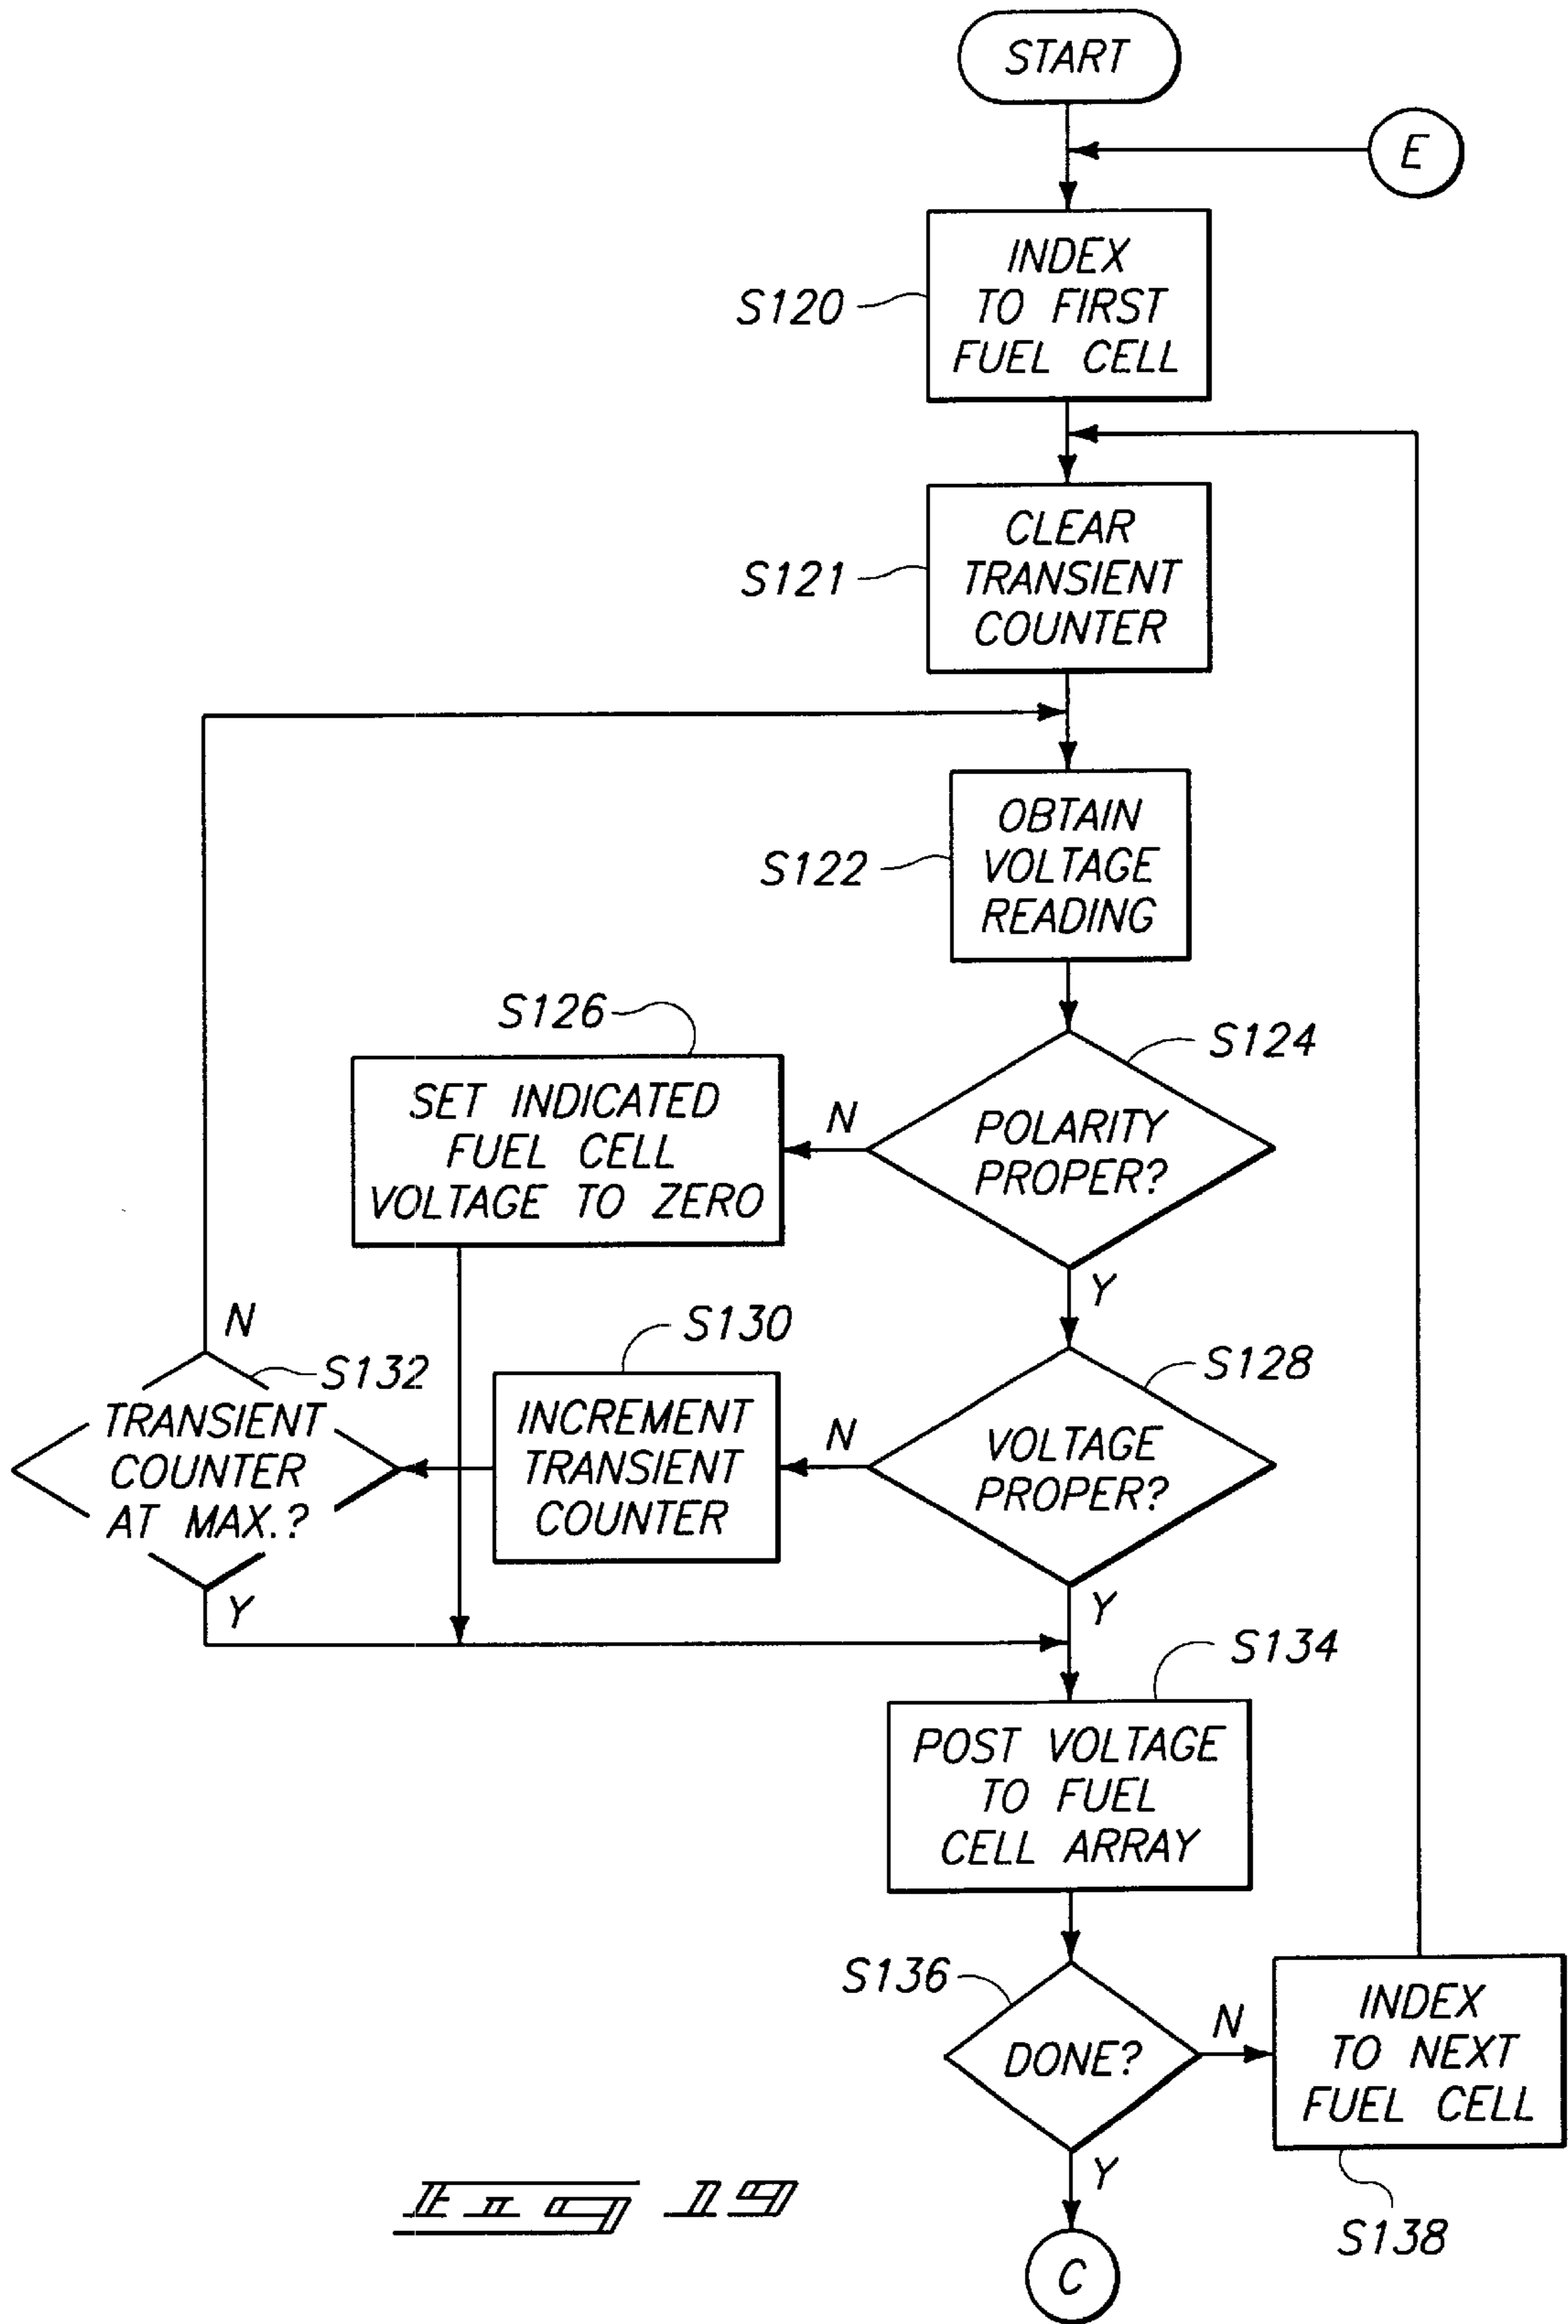 START
E
INDEX
TO FIRST
FUEL CELL
S120
CLEAR
TRANSIENT
COUNTER
S121
OBTAIN
VOLTAGE
READING
S122
S126
SET INDICATED
FUEL CELL
VOLTAGE TO ZERO
N
POLARITY
PROPER?
S124
Y
N
S132
TRANSIENT
COUNTER
AT MAX.?
Y
S130
INCREMENT
TRANSIENT
COUNTER
N
VOLTAGE
PROPER?
S128
Y
S134
POST VOLTAGE
TO FUEL
CELL ARRAY
S136
DONE?
N
INDEX
TO NEXT
FUEL CELL
S138
Y
C
Fig 19